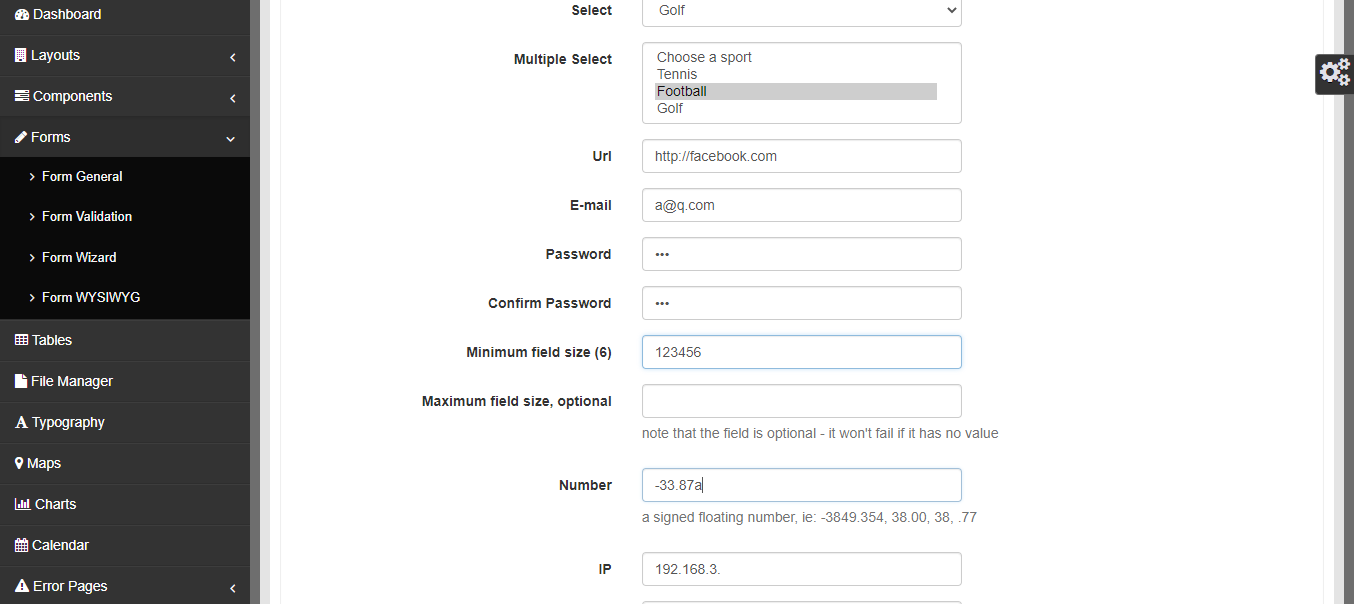 Dashboard
Layouts
Components
Forms
Form General
Form Validation
Form Wizard
Form WYSIWYG
Tables
File Manager
Typography
Maps
Charts
Calendar
Error Pages
Select Golf
Multiple Select Choose a sport
Tennis
Football
Golf
Url http://facebook.com
E-mail a@q.com
Password •••
Confirm Password •••
Minimum field size (6) 123456
Maximum field size, optional
note that the field is optional - it won't fail if it has no value
Number -33.87a
a signed floating number, ie: -3849.354, 38.00, 38, .77
IP 192.168.3.